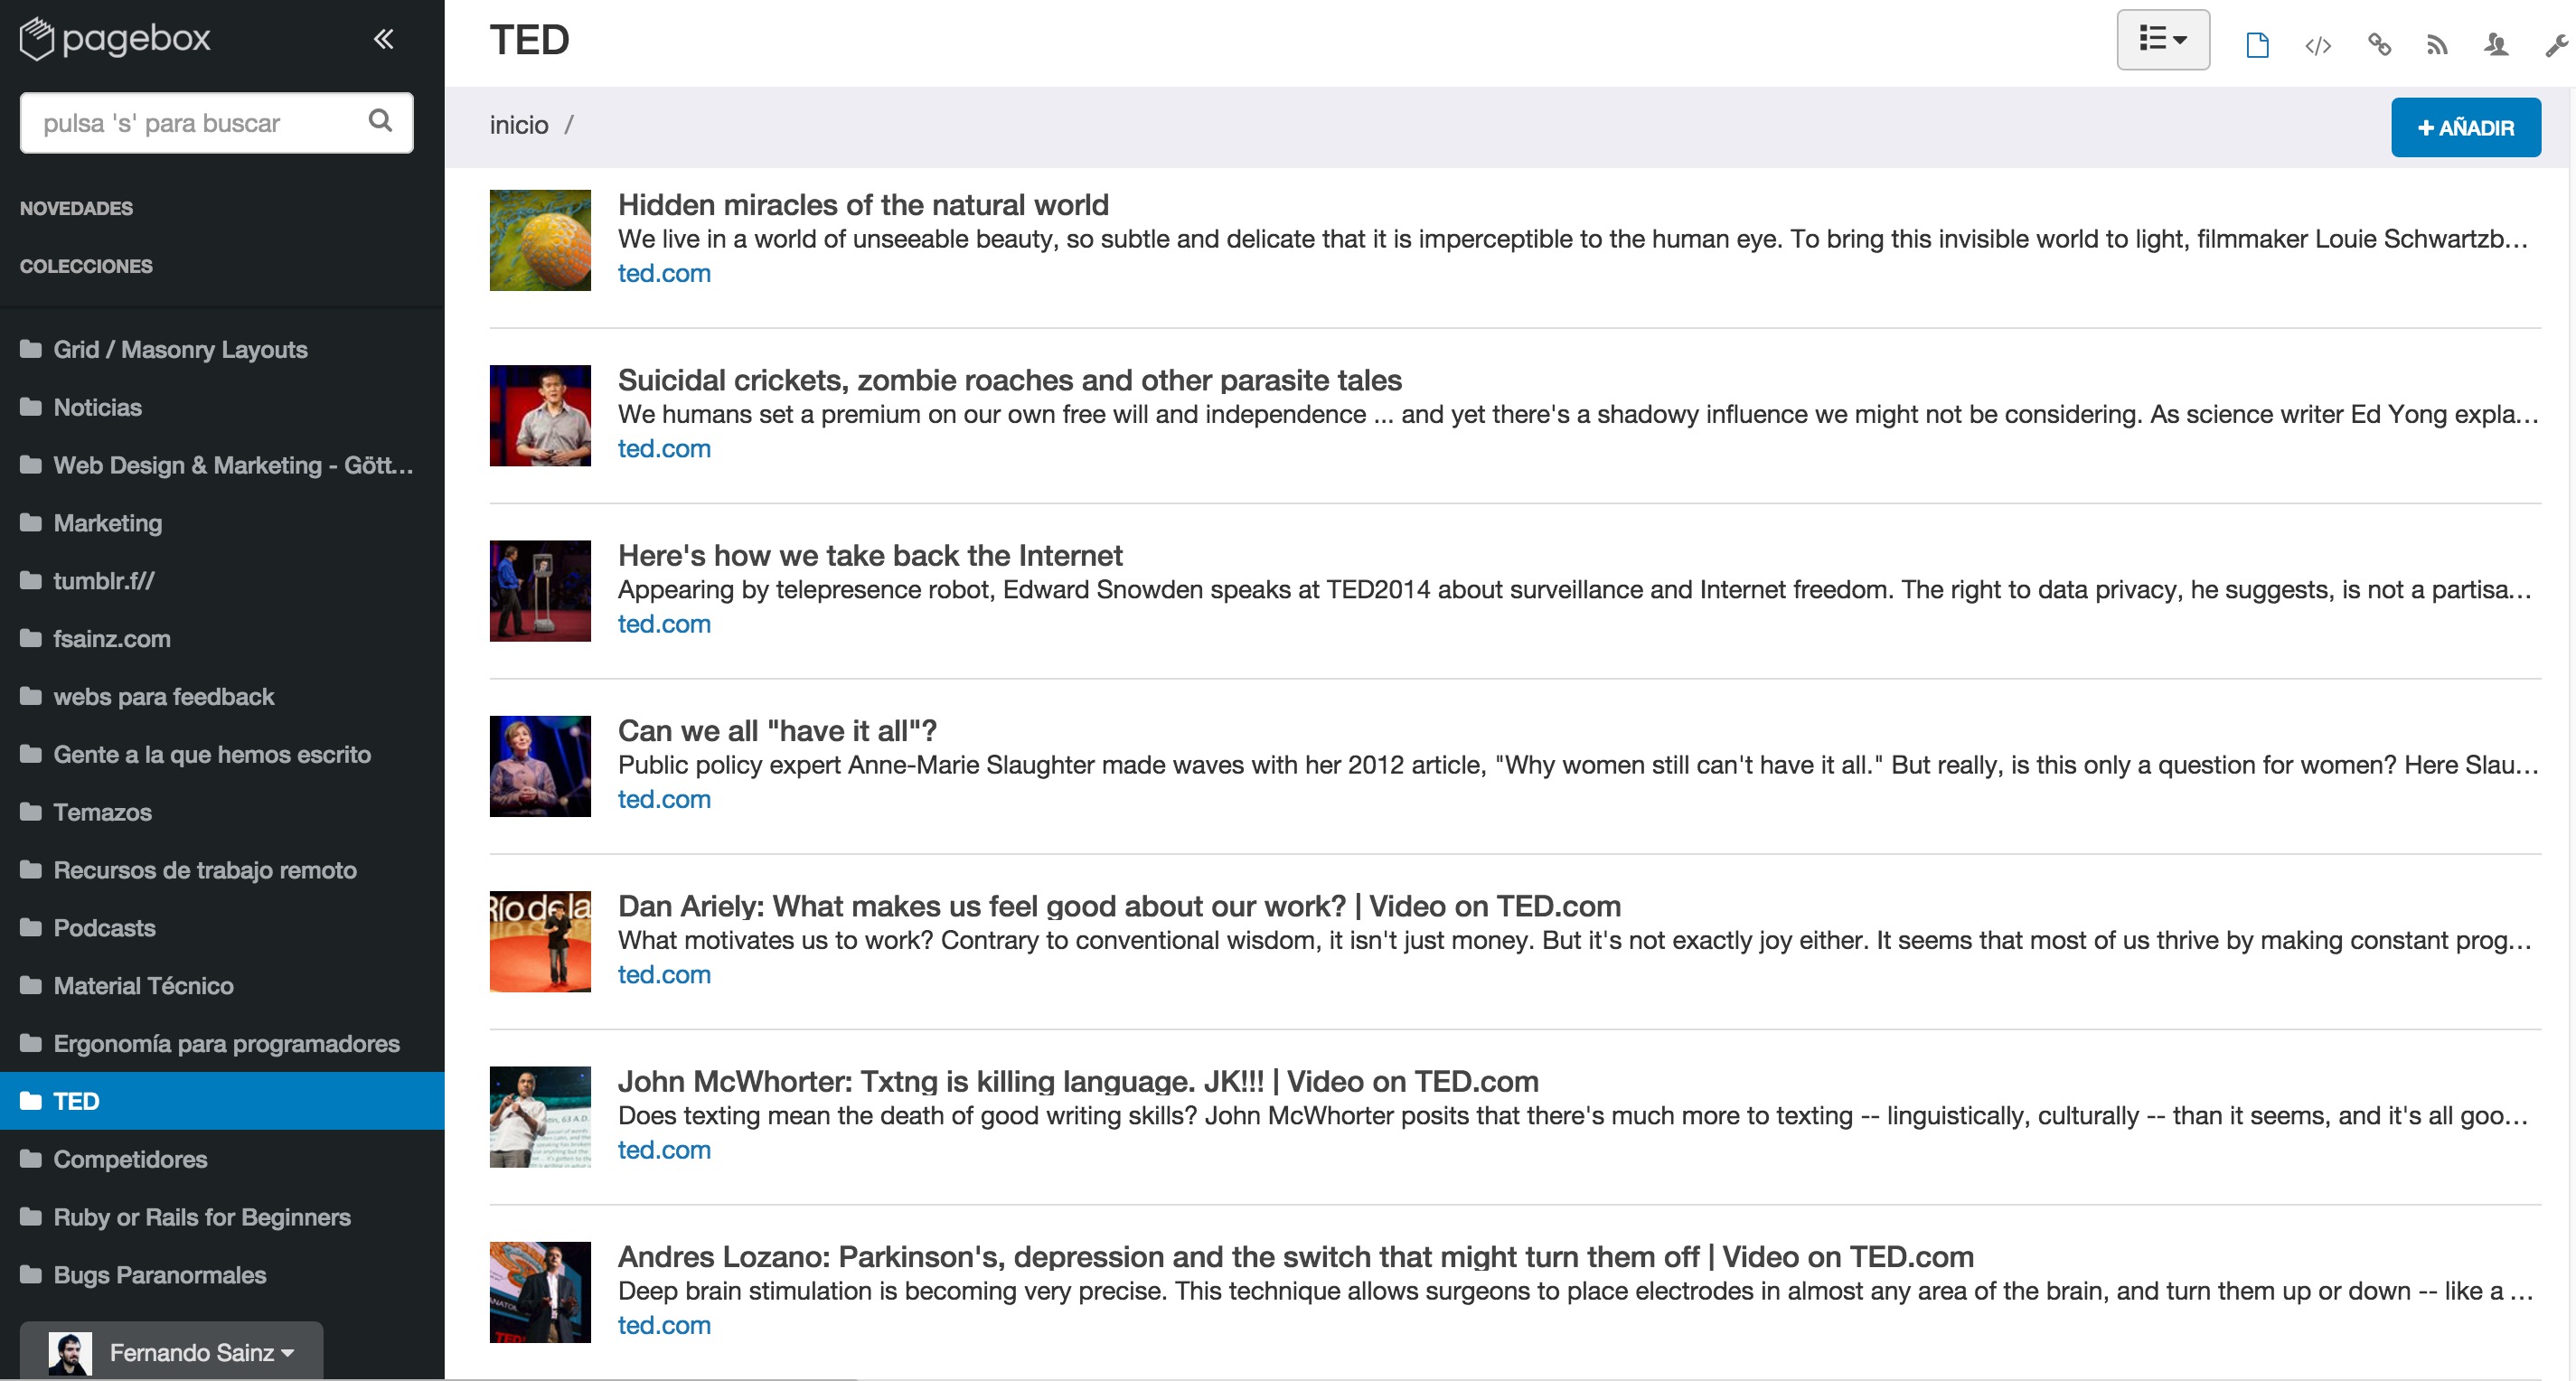 pagebox
pulsa 's' para buscar
NOVEDADES
COLECCIONES
Grid / Masonry Layouts
Noticias
Web Design & Marketing - Gött...
Marketing
tumblr.f//
fsainz.com
webs para feedback
Gente a la que hemos escrito
Temazos
Recursos de trabajo remoto
Podcasts
Material Técnico
Ergonomía para programadores
TED
Competidores
Ruby or Rails for Beginners
Bugs Paranormales
Fernando Sainz
TED
inicio /
+ AÑADIR
Hidden miracles of the natural world
We live in a world of unseeable beauty, so subtle and delicate that it is imperceptible to the human eye. To bring this invisible world to light, filmmaker Louie Schwartzb...
ted.com
Suicidal crickets, zombie roaches and other parasite tales
We humans set a premium on our own free will and independence ... and yet there's a shadowy influence we might not be considering. As science writer Ed Yong expla...
ted.com
Here's how we take back the Internet
Appearing by telepresence robot, Edward Snowden speaks at TED2014 about surveillance and Internet freedom. The right to data privacy, he suggests, is not a partisa...
ted.com
Can we all "have it all"?
Public policy expert Anne-Marie Slaughter made waves with her 2012 article, "Why women still can't have it all." But really, is this only a question for women? Here Slau...
ted.com
Río de la
Dan Ariely: What makes us feel good about our work? | Video on TED.com
What motivates us to work? Contrary to conventional wisdom, it isn't just money. But it's not exactly joy either. It seems that most of us thrive by making constant prog...
ted.com
63 A.D.
John McWhorter: Txtng is killing language. JK!!! | Video on TED.com
Does texting mean the death of good writing skills? John McWhorter posits that there's much more to texting -- linguistically, culturally -- than it seems, and it's all goo...
ted.com
Andres Lozano: Parkinson's, depression and the switch that might turn them off | Video on TED.com
Deep brain stimulation is becoming very precise. This technique allows surgeons to place electrodes in almost any area of the brain, and turn them up or down -- like a ...
ted.com